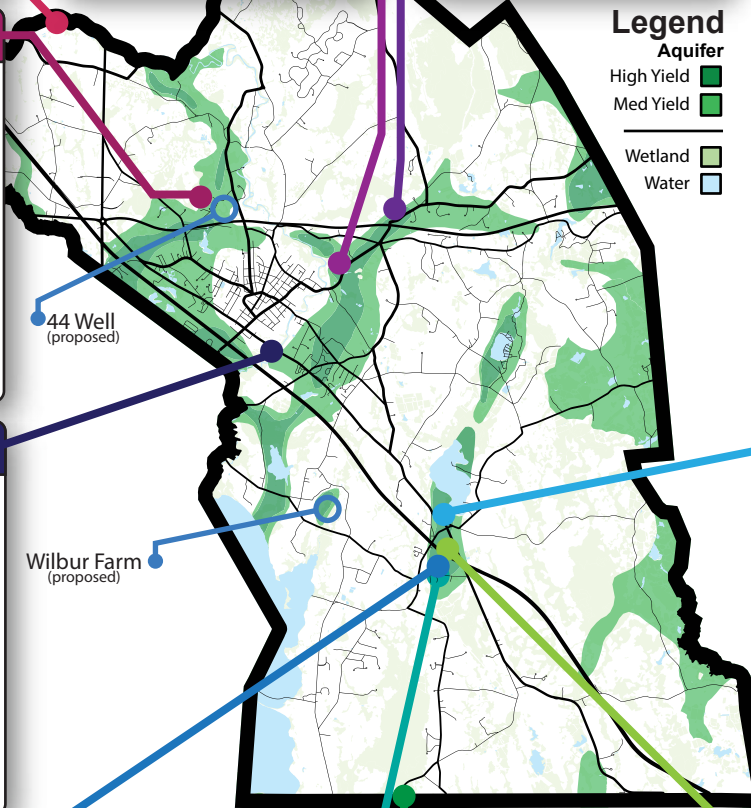 Legend
Aquifer
High Yield
Med Yield
Wetland
Water
44 Well
(proposed)
Wilbur Farm
(proposed)